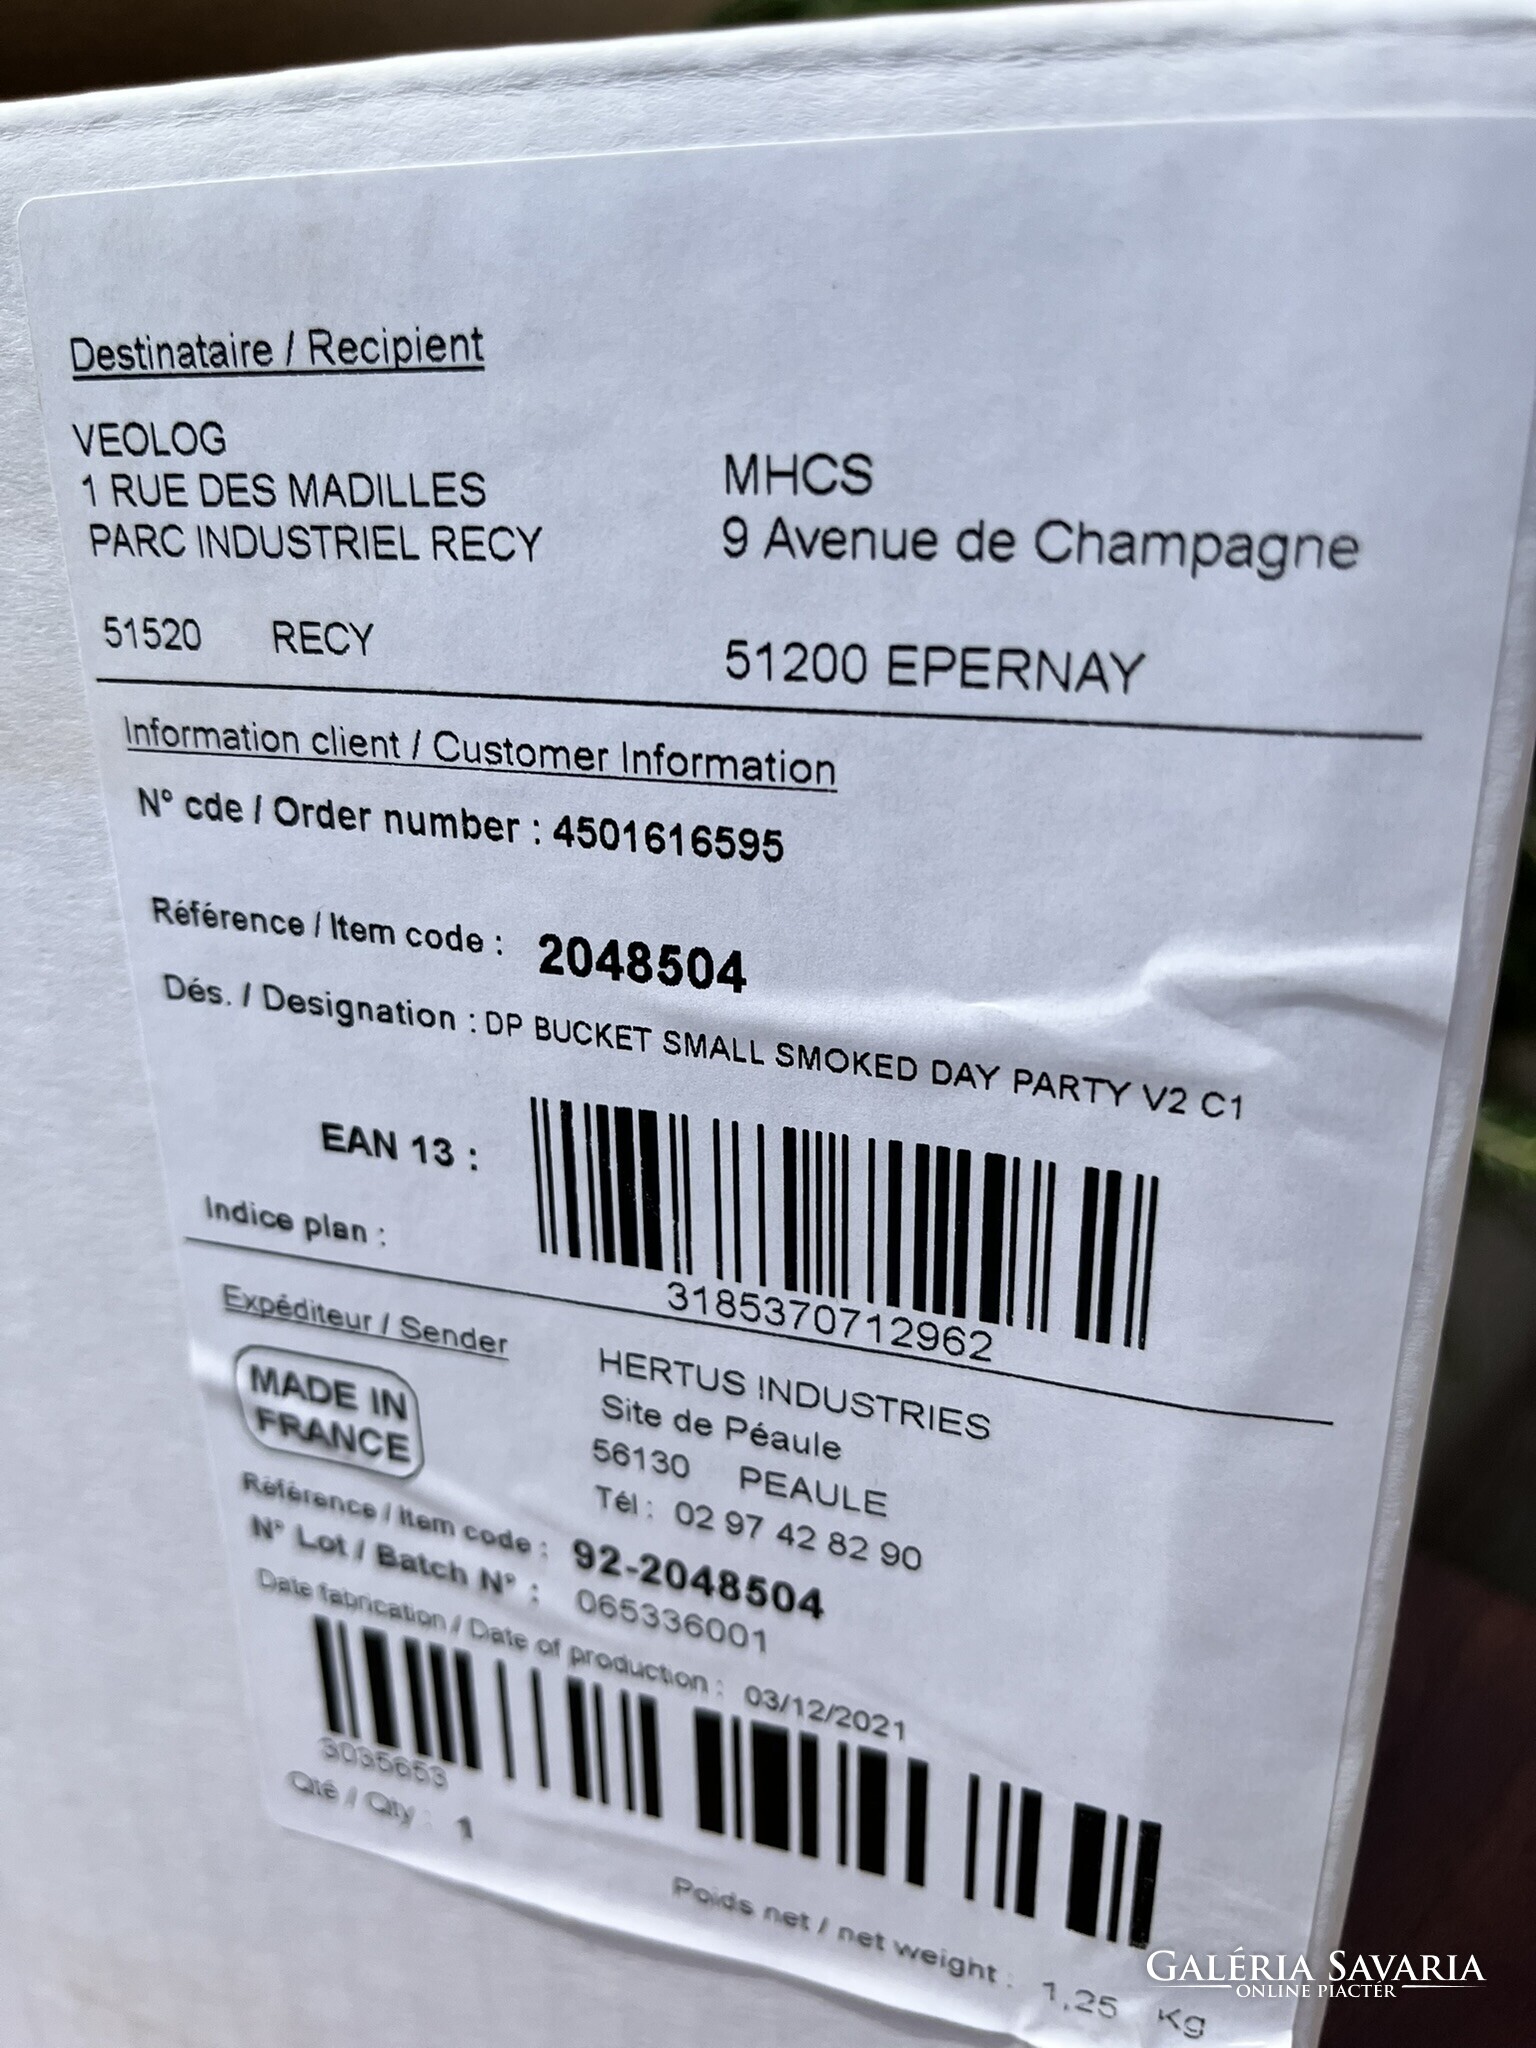 Destinataire / Recipient
VEOLOG
1 RUE DES MADILLES
PARC INDUSTRIEL RECY
51520 RECY
MHCS
9 Avenue de Champagne
51200 EPERNAY
Information client / Customer Information
N° cde / Order number : 4501616595
Référence / Item code : 2048504
Dés. / Designation : DP BUCKET SMALL SMOKED DAY PARTY V2 C1
EAN 13 :
3185370712962
Indice plan :
Expéditeur / Sender
MADE IN
FRANCE
HERTUS INDUSTRIES
Site de Péaule
56130 PEAULE
Tél : 02 97 42 82 90
Référence / Item code : 92-2048504
N° Lot / Batch N° : 065336001
Date fabrication / Date of production : 03/12/2021
3035653
Qté / Qty : 1
Poids net / net weight : 1,25 Kg
GALÉRIA SAVARIA
ONLINE PIACTÉR